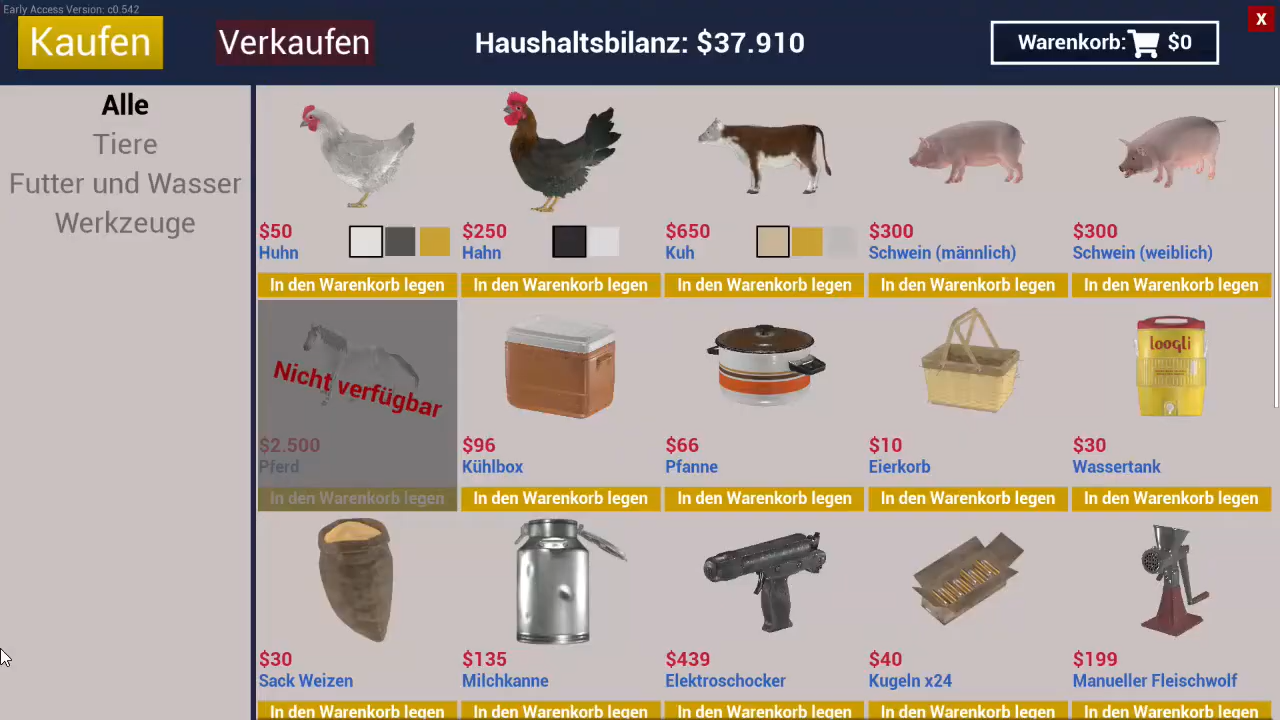 Early Access Version: c0.542
Kaufen
Verkaufen
Haushaltsbilanz: $37.910
Warenkorb: $0
X
Alle
Tiere
Futter und Wasser
Werkzeuge
$50
Huhn
In den Warenkorb legen
$250
Hahn
In den Warenkorb legen
$650
Kuh
In den Warenkorb legen
$300
Schwein (männlich)
In den Warenkorb legen
$300
Schwein (weiblich)
In den Warenkorb legen
Nicht verfügbar
$2.500
Pferd
In den Warenkorb legen
$96
Kühlbox
In den Warenkorb legen
$66
Pfanne
In den Warenkorb legen
$10
Eierkorb
In den Warenkorb legen
loogli
$30
Wassertank
In den Warenkorb legen
$30
Sack Weizen
In den Warenkorb legen
$135
Milchkanne
In den Warenkorb legen
$439
Elektroschocker
In den Warenkorb legen
$40
Kugeln x24
In den Warenkorb legen
$199
Manueller Fleischwolf
In den Warenkorb legen